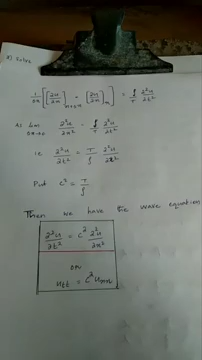 1/Δx [ [∂u/∂x]x+Δx - [∂u/∂x]x ] = ρ/T ∂²u/∂t²
lim Δx→0 ∂²u/∂x² = ρ/T ∂²u/∂t²
ie ∂²u/∂t² = T/ρ ∂²u/∂x²
Put c² = T/ρ
Then we have the wave equation
∂²u/∂t² = c² ∂²u/∂x²
or
utt = c² uxx